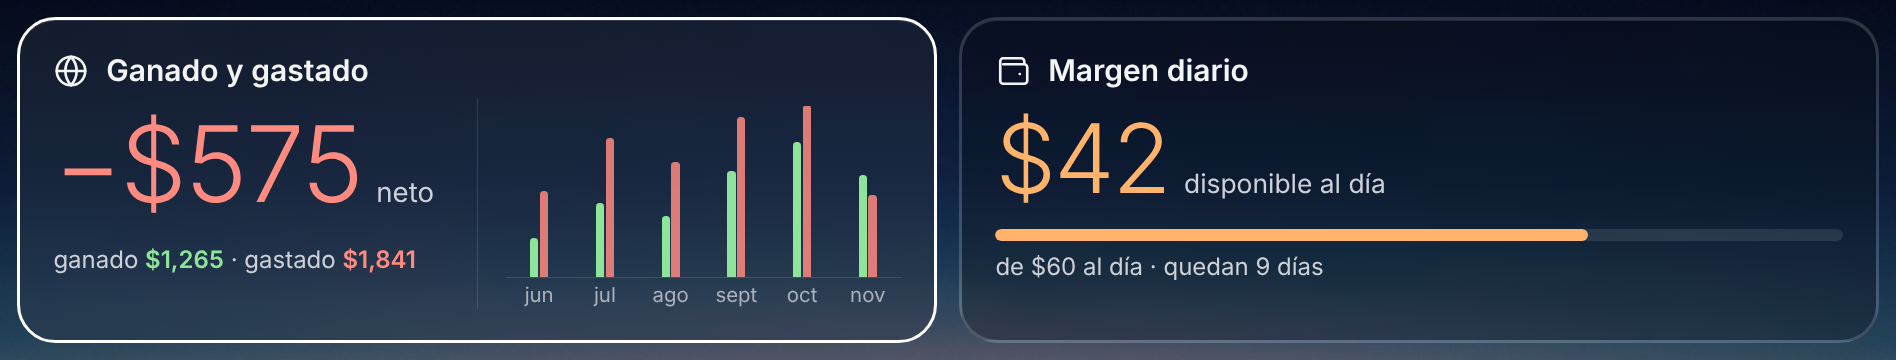 Ganado y gastado
−$575 neto
ganado $1,265 · gastado $1,841
jun jul ago sept oct nov
Margen diario
$42 disponible al día
de $60 al día · quedan 9 días